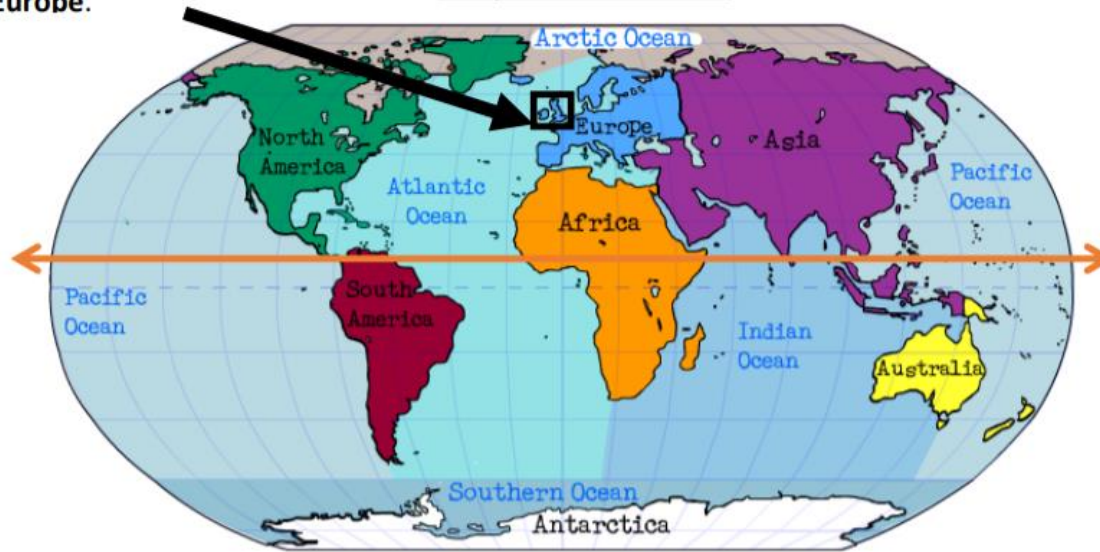 Europe.
Arctic Ocean
North
America
Europe
Asia
Atlantic
Ocean
Pacific
Ocean
Africa
Pacific
Ocean
South
America
Indian
Ocean
Australia
Southern Ocean
Antarctica